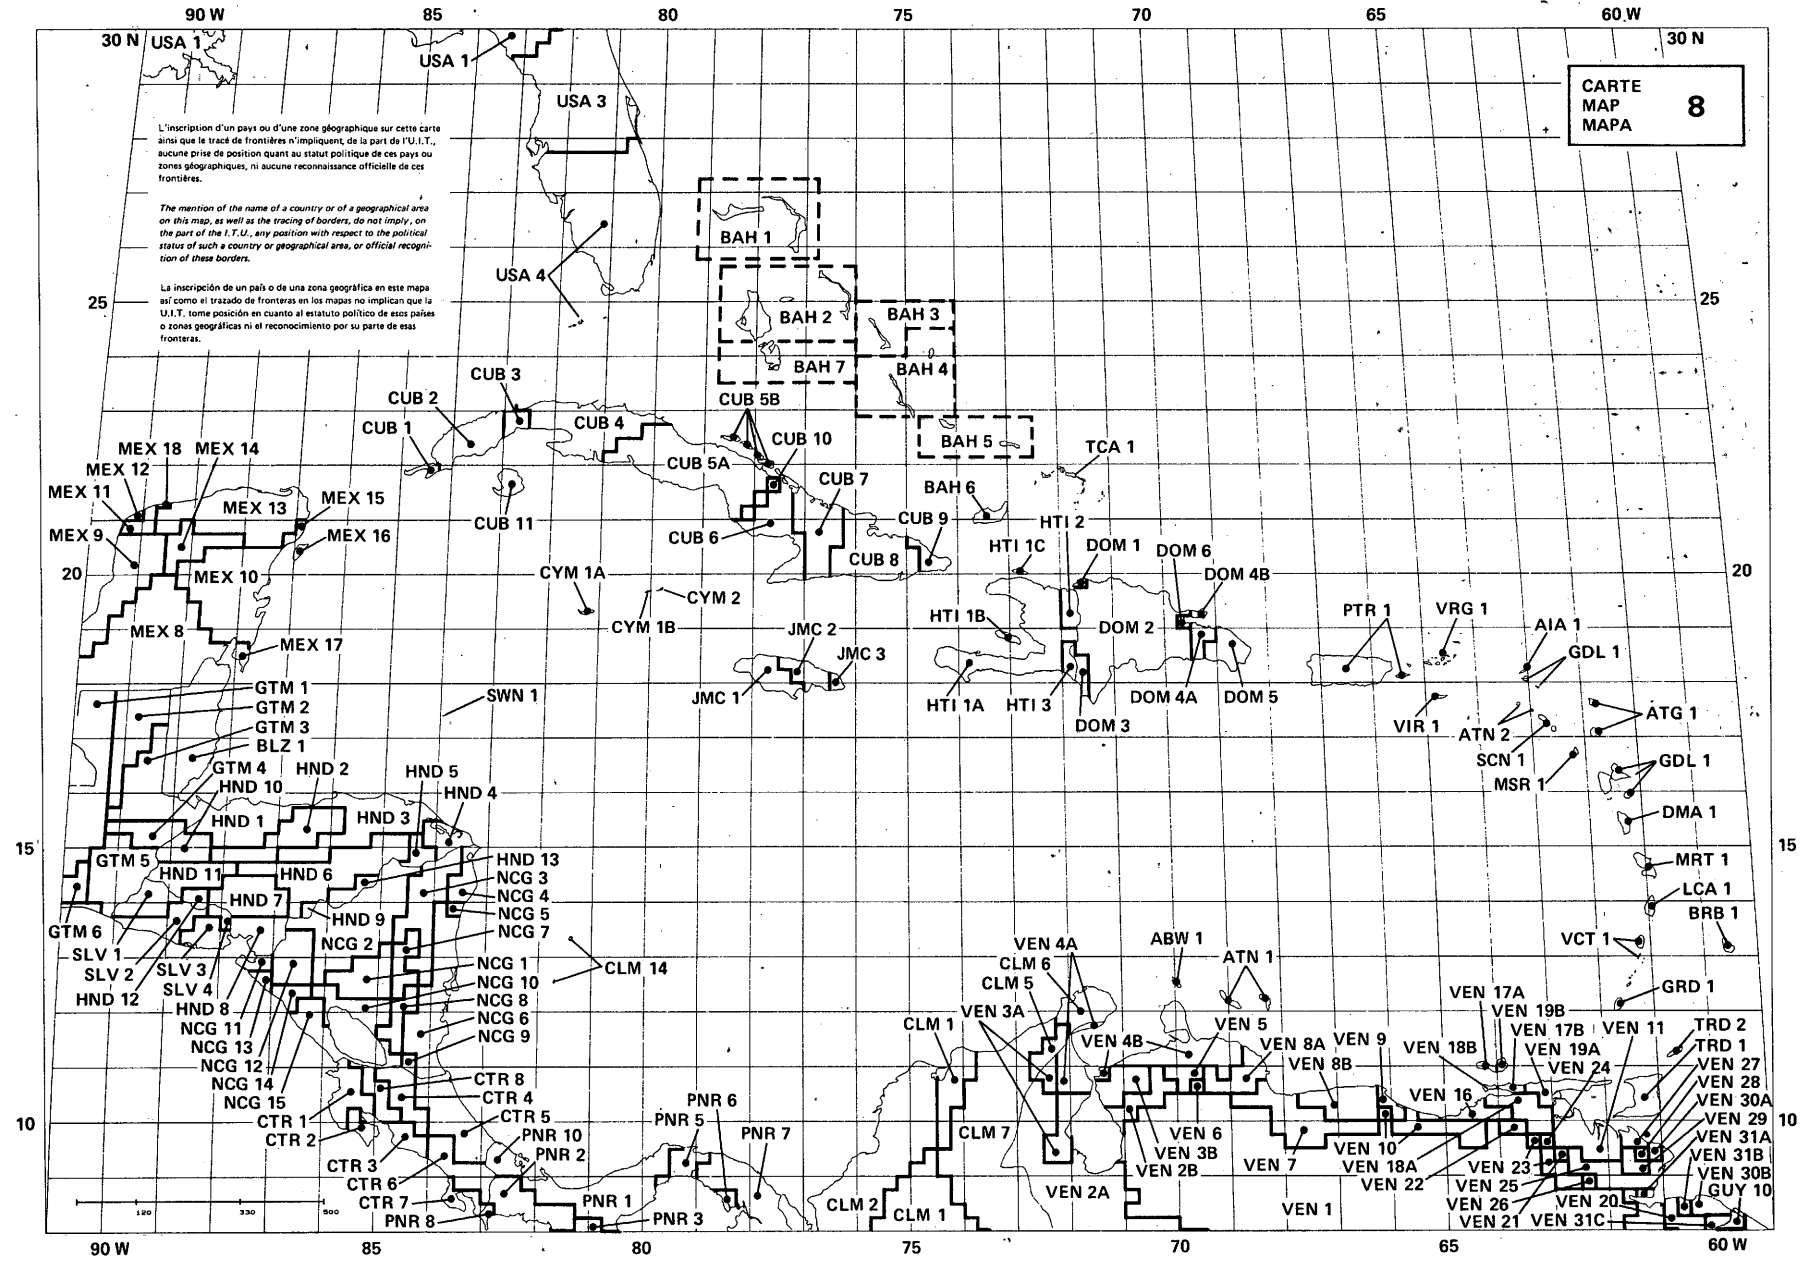 90 W 85 80 75 70 65 60 W
30 N USA 1 30 N
USA 1
CARTE
MAP 8
MAPA
USA 3
L'inscription d'un pays ou d'une zone géographique sur cette carte
ainsi que le tracé de frontières n'impliquent, de la part de l'U.I.T.,
aucune prise de position quant au statut politique de ces pays ou
zones géographiques, ni aucune reconnaissance officielle de ces
frontières.
The mention of the name of a country or of a geographical area
on this map, as well as the tracing of borders, do not imply, on
the part of the I.T.U., any position with respect to the political
status of such a country or geographical area, or official recogni-
tion of these borders.
BAH 1
USA 4
La inscripción de un país o de una zona geográfica en este mapa
así como el trazado de fronteras en los mapas no implican que la
U.I.T. tome posición en cuanto al estatuto político de esos países
o zonas geográficas ni el reconocimiento por su parte de esas
fronteras.
25 25
BAH 2 BAH 3
BAH 7 BAH 4
CUB 3
CUB 2 CUB 5B
CUB 1 CUB 4 CUB 10 BAH 5
MEX 18 MEX 14 TCA 1
MEX 12 CUB 5A CUB 7
MEX 11 MEX 13 MEX 15 BAH 6
MEX 9 MEX 16 CUB 11 CUB 6 CUB 9 HTI 2
HTI 1C DOM 1 DOM 6
20 MEX 10 CYM 1A CUB 8 DOM 4B 20
CYM 2
MEX 8 CYM 1B JMC 2 HTI 1B DOM 2 PTR 1 VRG 1 AIA 1
MEX 17 JMC 3 GDL 1
GTM 1 SWN 1 JMC 1 HTI 1A HTI 3 DOM 4A DOM 5
GTM 2 DOM 3 VIR 1 ATG 1
GTM 3 ATN 2
BLZ 1 SCN 1
GTM 4 HND 2 HND 5 GDL 1
HND 10 HND 4 MSR 1
HND 1 HND 3 DMA 1
15 GTM 5 HND 13 MRT 1 15
HND 11 HND 6 NCG 3
HND 7 NCG 4 LCA 1
HND 9 NCG 5 BRB 1
GTM 6 NCG 2 NCG 7 VCT 1
SLV 1 SLV 3 NCG 1 CLM 14 VEN 4A ABW 1 ATN 1
SLV 2 SLV 4 NCG 10 CLM 6
HND 12 HND 8 NCG 8 CLM 5 GRD 1
NCG 11 NCG 6 VEN 3A VEN 17A
NCG 13 NCG 9 CLM 1 VEN 4B VEN 5 VEN 9 VEN 19B
NCG 12 VEN 8A VEN 18B VEN 17B VEN 11 TRD 2
NCG 14 CTR 8 VEN 8B VEN 19A TRD 1
NCG 15 CTR 4 PNR 6 VEN 16 VEN 24 VEN 27
CTR 1 CTR 5 PNR 5 PNR 7 VEN 28
10 CTR 2 PNR 10 CLM 7 VEN 6 VEN 10 VEN 30A 10
CTR 3 PNR 2 VEN 3B VEN 7 VEN 18A VEN 23 VEN 29
CTR 6 VEN 2B VEN 22 VEN 25 VEN 31A
CTR 7 PNR 1 VEN 2A VEN 26 VEN 20 VEN 31B
PNR 8 PNR 3 CLM 2 CLM 1 VEN 1 VEN 21 VEN 31C VEN 30B
GUY 10
120 330 500
90 W 85 80 75 70 65 60 W